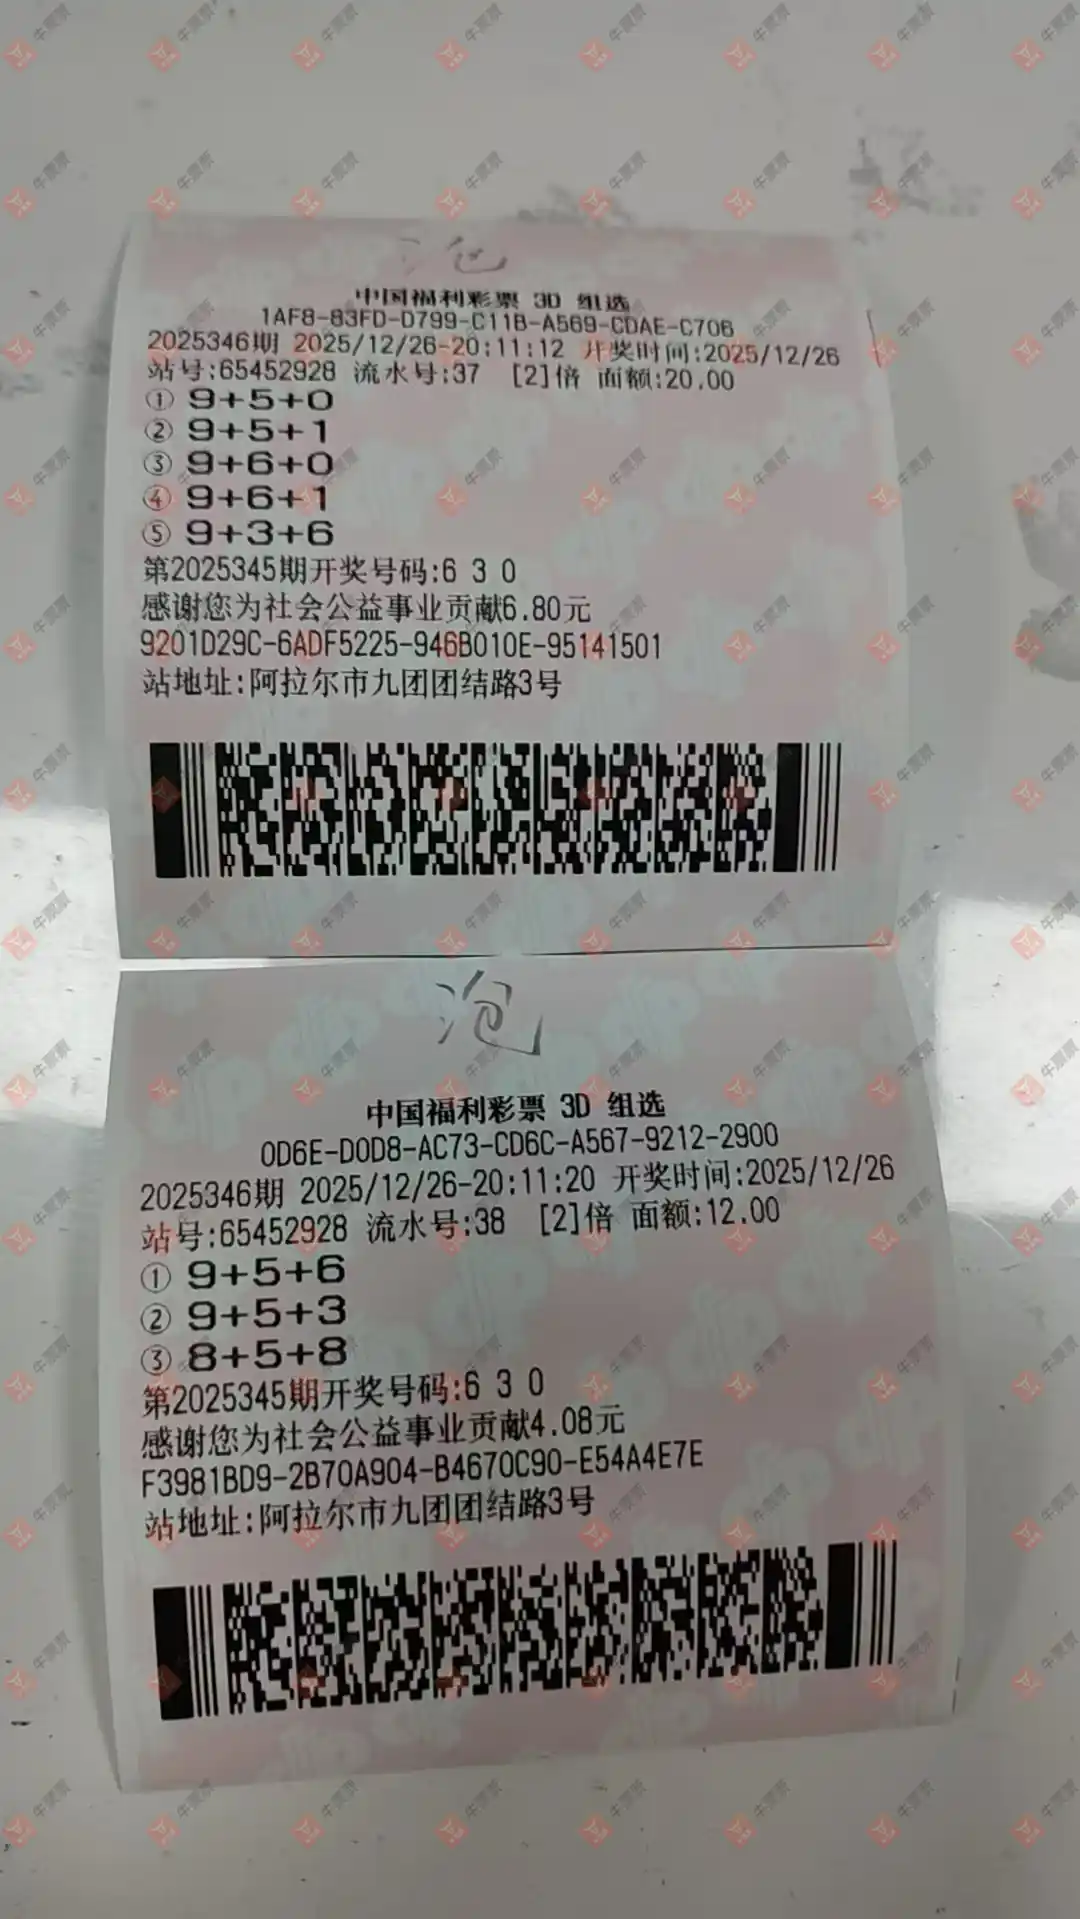 泡
中国福利彩票 3D 组选
1AF8-83FD-D799-C11B-A569-CDAE-C706
2025346期 2025/12/26-20:11:12 开奖时间:2025/12/26
站号:65452928 流水号:37 [2]倍 面额:20.00
① 9+5+0
② 9+5+1
③ 9+6+0
④ 9+6+1
⑤ 9+3+6
第2025345期开奖号码:6 3 0
感谢您为社会公益事业贡献6.80元
9201D29C-6ADF5225-946B010E-95141501
站地址:阿拉尔市九团团结路3号
泡
中国福利彩票 3D 组选
0D6E-D0D8-AC73-CD6C-A567-9212-2900
2025346期 2025/12/26-20:11:20 开奖时间:2025/12/26
站号:65452928 流水号:38 [2]倍 面额:12.00
① 9+5+6
② 9+5+3
③ 8+5+8
第2025345期开奖号码:6 3 0
感谢您为社会公益事业贡献4.08元
F3981BD9-2B70A904-B4670C90-E54A4E7E
站地址:阿拉尔市九团团结路3号